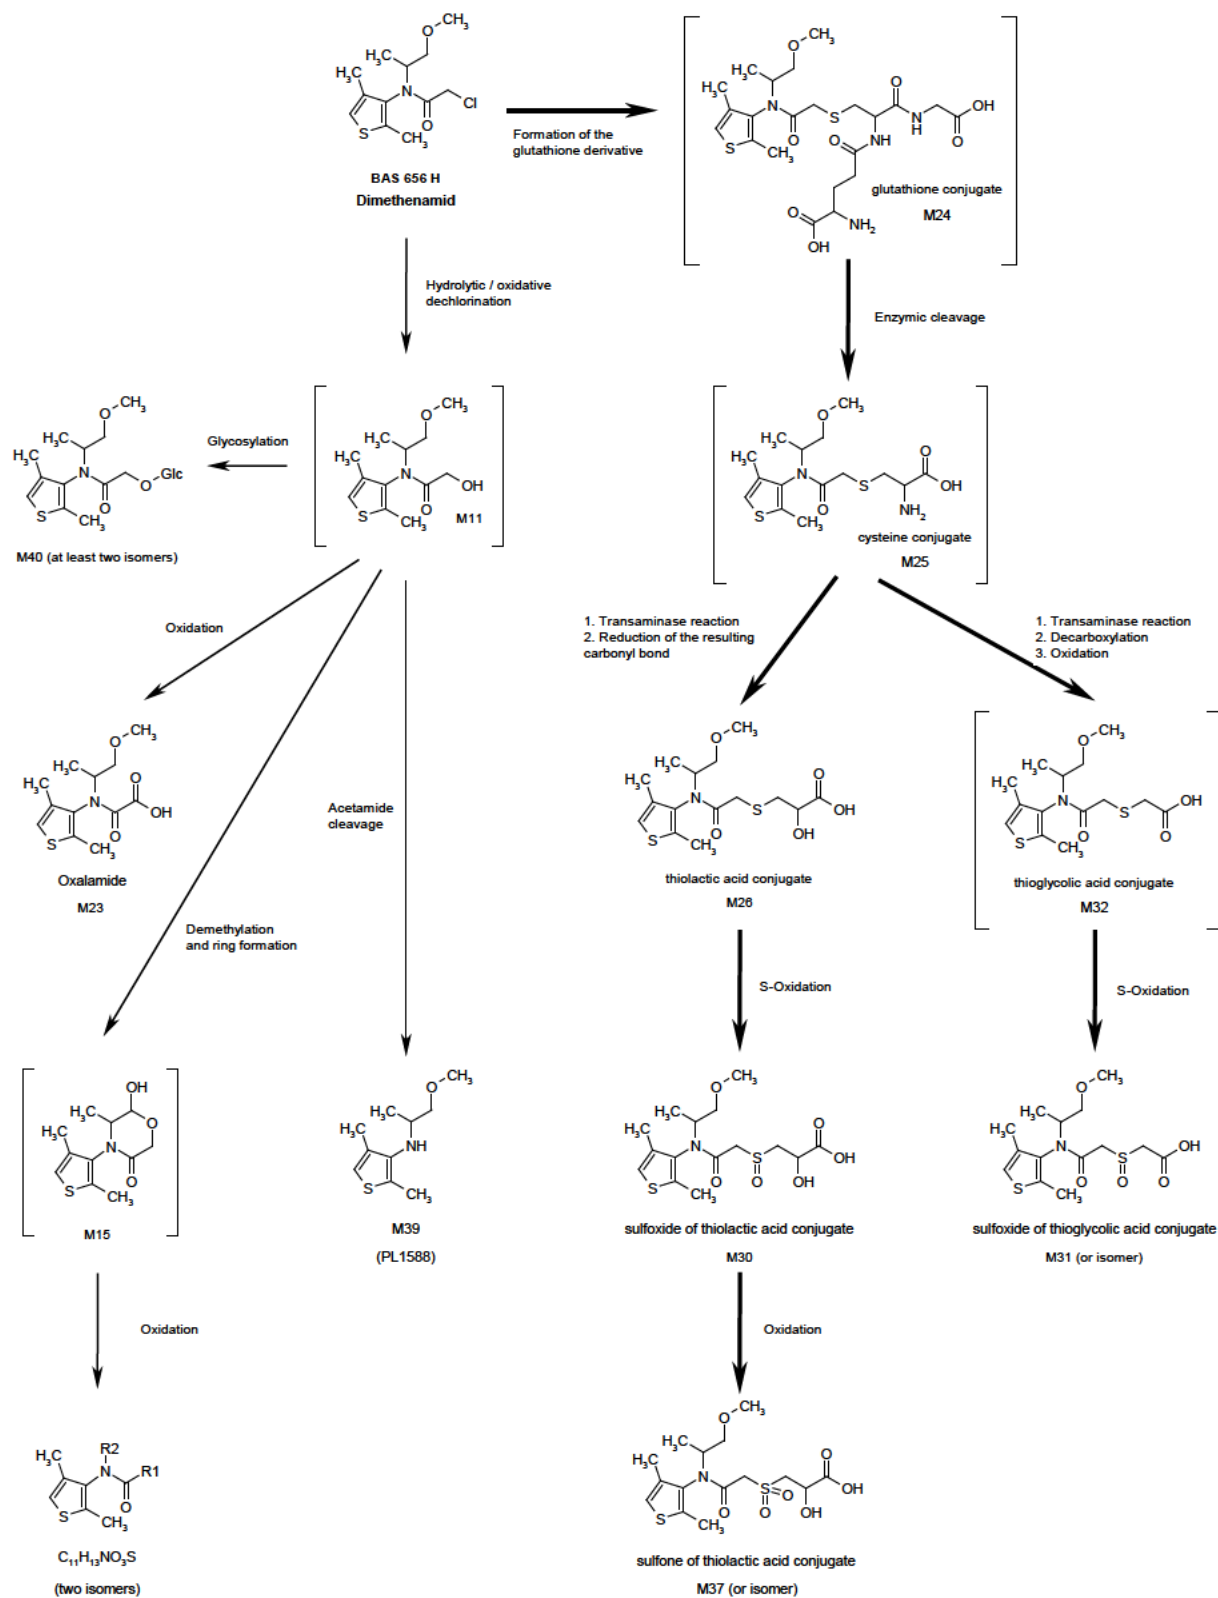 BAS 656 H
Dimethenamid
Formation of the
glutathione derivative
glutathione conjugate
M24
Hydrolytic / oxidative
dechlorination
Enzymic cleavage
Glycosylation
M40 (at least two isomers)
M11
cysteine conjugate
M25
Oxidation
1. Transaminase reaction
2. Reduction of the resulting
carbonyl bond
1. Transaminase reaction
2. Decarboxylation
3. Oxidation
Acetamide
cleavage
Oxalamide
M23
thiolactic acid conjugate
M26
thioglycolic acid conjugate
M32
Demethylation
and ring formation
S-Oxidation
S-Oxidation
M15
M39
(PL1588)
sulfoxide of thiolactic acid conjugate
M30
sulfoxide of thioglycolic acid conjugate
M31 (or isomer)
Oxidation
Oxidation
R2
R1
C₁₁H₁₃NO₃S
(two isomers)
sulfone of thiolactic acid conjugate
M37 (or isomer)